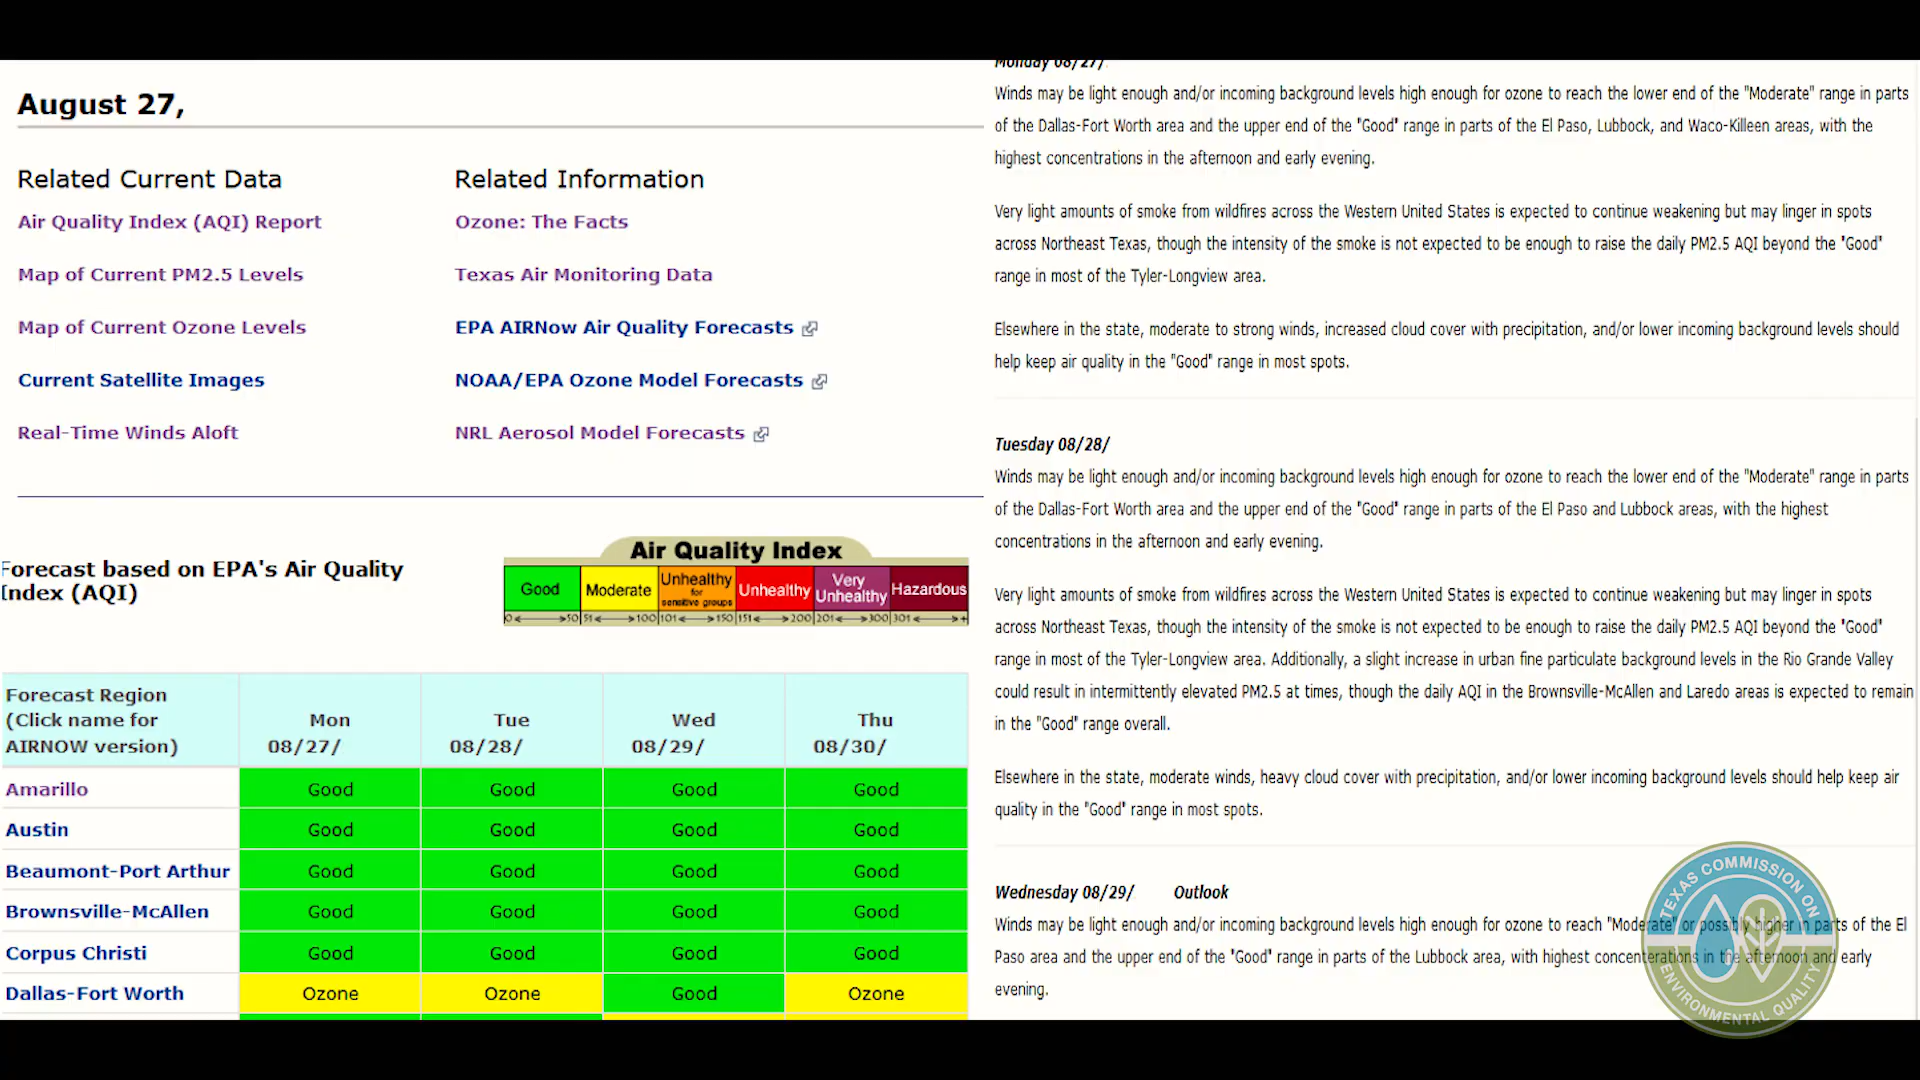 August 27,
Related Current Data
Related Information
Air Quality Index (AQI) Report
Ozone: The Facts
Map of Current PM2.5 Levels
Texas Air Monitoring Data
Map of Current Ozone Levels
EPA AIRNow Air Quality Forecasts
Current Satellite Images
NOAA/EPA Ozone Model Forecasts
Real-Time Winds Aloft
NRL Aerosol Model Forecasts
Forecast based on EPA's Air Quality
Index (AQI)
Air Quality Index
Good
Moderate
Unhealthy
for
sensitive groups
Unhealthy
Very
Unhealthy
Hazardous
0 50 51 100 101 150 151 200 201 300 301 +
Forecast Region
(Click name for
AIRNOW version)
Mon
08/27/
Tue
08/28/
Wed
08/29/
Thu
08/30/
Amarillo Good Good Good Good
Austin Good Good Good Good
Beaumont-Port Arthur Good Good Good Good
Brownsville-McAllen Good Good Good Good
Corpus Christi Good Good Good Good
Dallas-Fort Worth Ozone Ozone Good Ozone
Monday 08/27/
Winds may be light enough and/or incoming background levels high enough for ozone to reach the lower end of the "Moderate" range in parts
of the Dallas-Fort Worth area and the upper end of the "Good" range in parts of the El Paso, Lubbock, and Waco-Killeen areas, with the
highest concentrations in the afternoon and early evening.
Very light amounts of smoke from wildfires across the Western United States is expected to continue weakening but may linger in spots
across Northeast Texas, though the intensity of the smoke is not expected to be enough to raise the daily PM2.5 AQI beyond the "Good"
range in most of the Tyler-Longview area.
Elsewhere in the state, moderate to strong winds, increased cloud cover with precipitation, and/or lower incoming background levels should
help keep air quality in the "Good" range in most spots.
Tuesday 08/28/
Winds may be light enough and/or incoming background levels high enough for ozone to reach the lower end of the "Moderate" range in parts
of the Dallas-Fort Worth area and the upper end of the "Good" range in parts of the El Paso and Lubbock areas, with the highest
concentrations in the afternoon and early evening.
Very light amounts of smoke from wildfires across the Western United States is expected to continue weakening but may linger in spots
across Northeast Texas, though the intensity of the smoke is not expected to be enough to raise the daily PM2.5 AQI beyond the "Good"
range in most of the Tyler-Longview area. Additionally, a slight increase in urban fine particulate background levels in the Rio Grande Valley
could result in intermittently elevated PM2.5 at times, though the daily AQI in the Brownsville-McAllen and Laredo areas is expected to remain
in the "Good" range overall.
Elsewhere in the state, moderate winds, heavy cloud cover with precipitation, and/or lower incoming background levels should help keep air
quality in the "Good" range in most spots.
Wednesday 08/29/ Outlook
Winds may be light enough and/or incoming background levels high enough for ozone to reach "Moderate" or possibly higher in parts of the El
Paso area and the upper end of the "Good" range in parts of the Lubbock area, with highest concenterations in the afternoon and early
evening.
TEXAS COMMISSION ON
ENVIRONMENTAL QUALITY